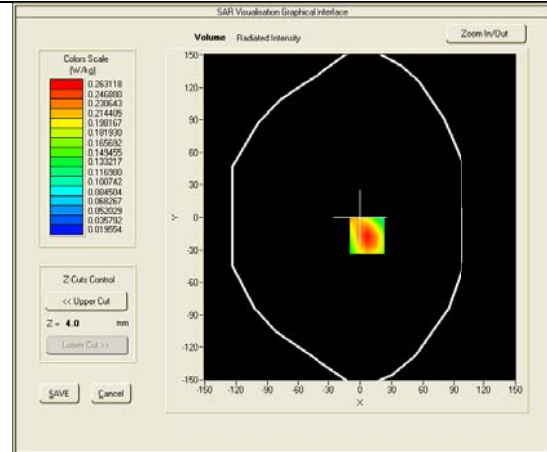 SAR Visualisation Graphical Interface
Volume Radiated Intensity
Zoom In/Out
Colors Scale
(W/kg)
0.263118
0.246880
0.230643
0.214405
0.198167
0.181930
0.165692
0.149455
0.133217
0.116980
0.100742
0.084504
0.068267
0.052029
0.035792
0.019554
Z-Cuts Control
<< Upper Cut
Z = 4.0 mm
Lower Cut >>
SAVE Cancel
150
120
90
60
30
0
-30
-60
-90
-120
-150
Y
-150 -120 -90 -60 -30 0 30 60 90 120 150
X